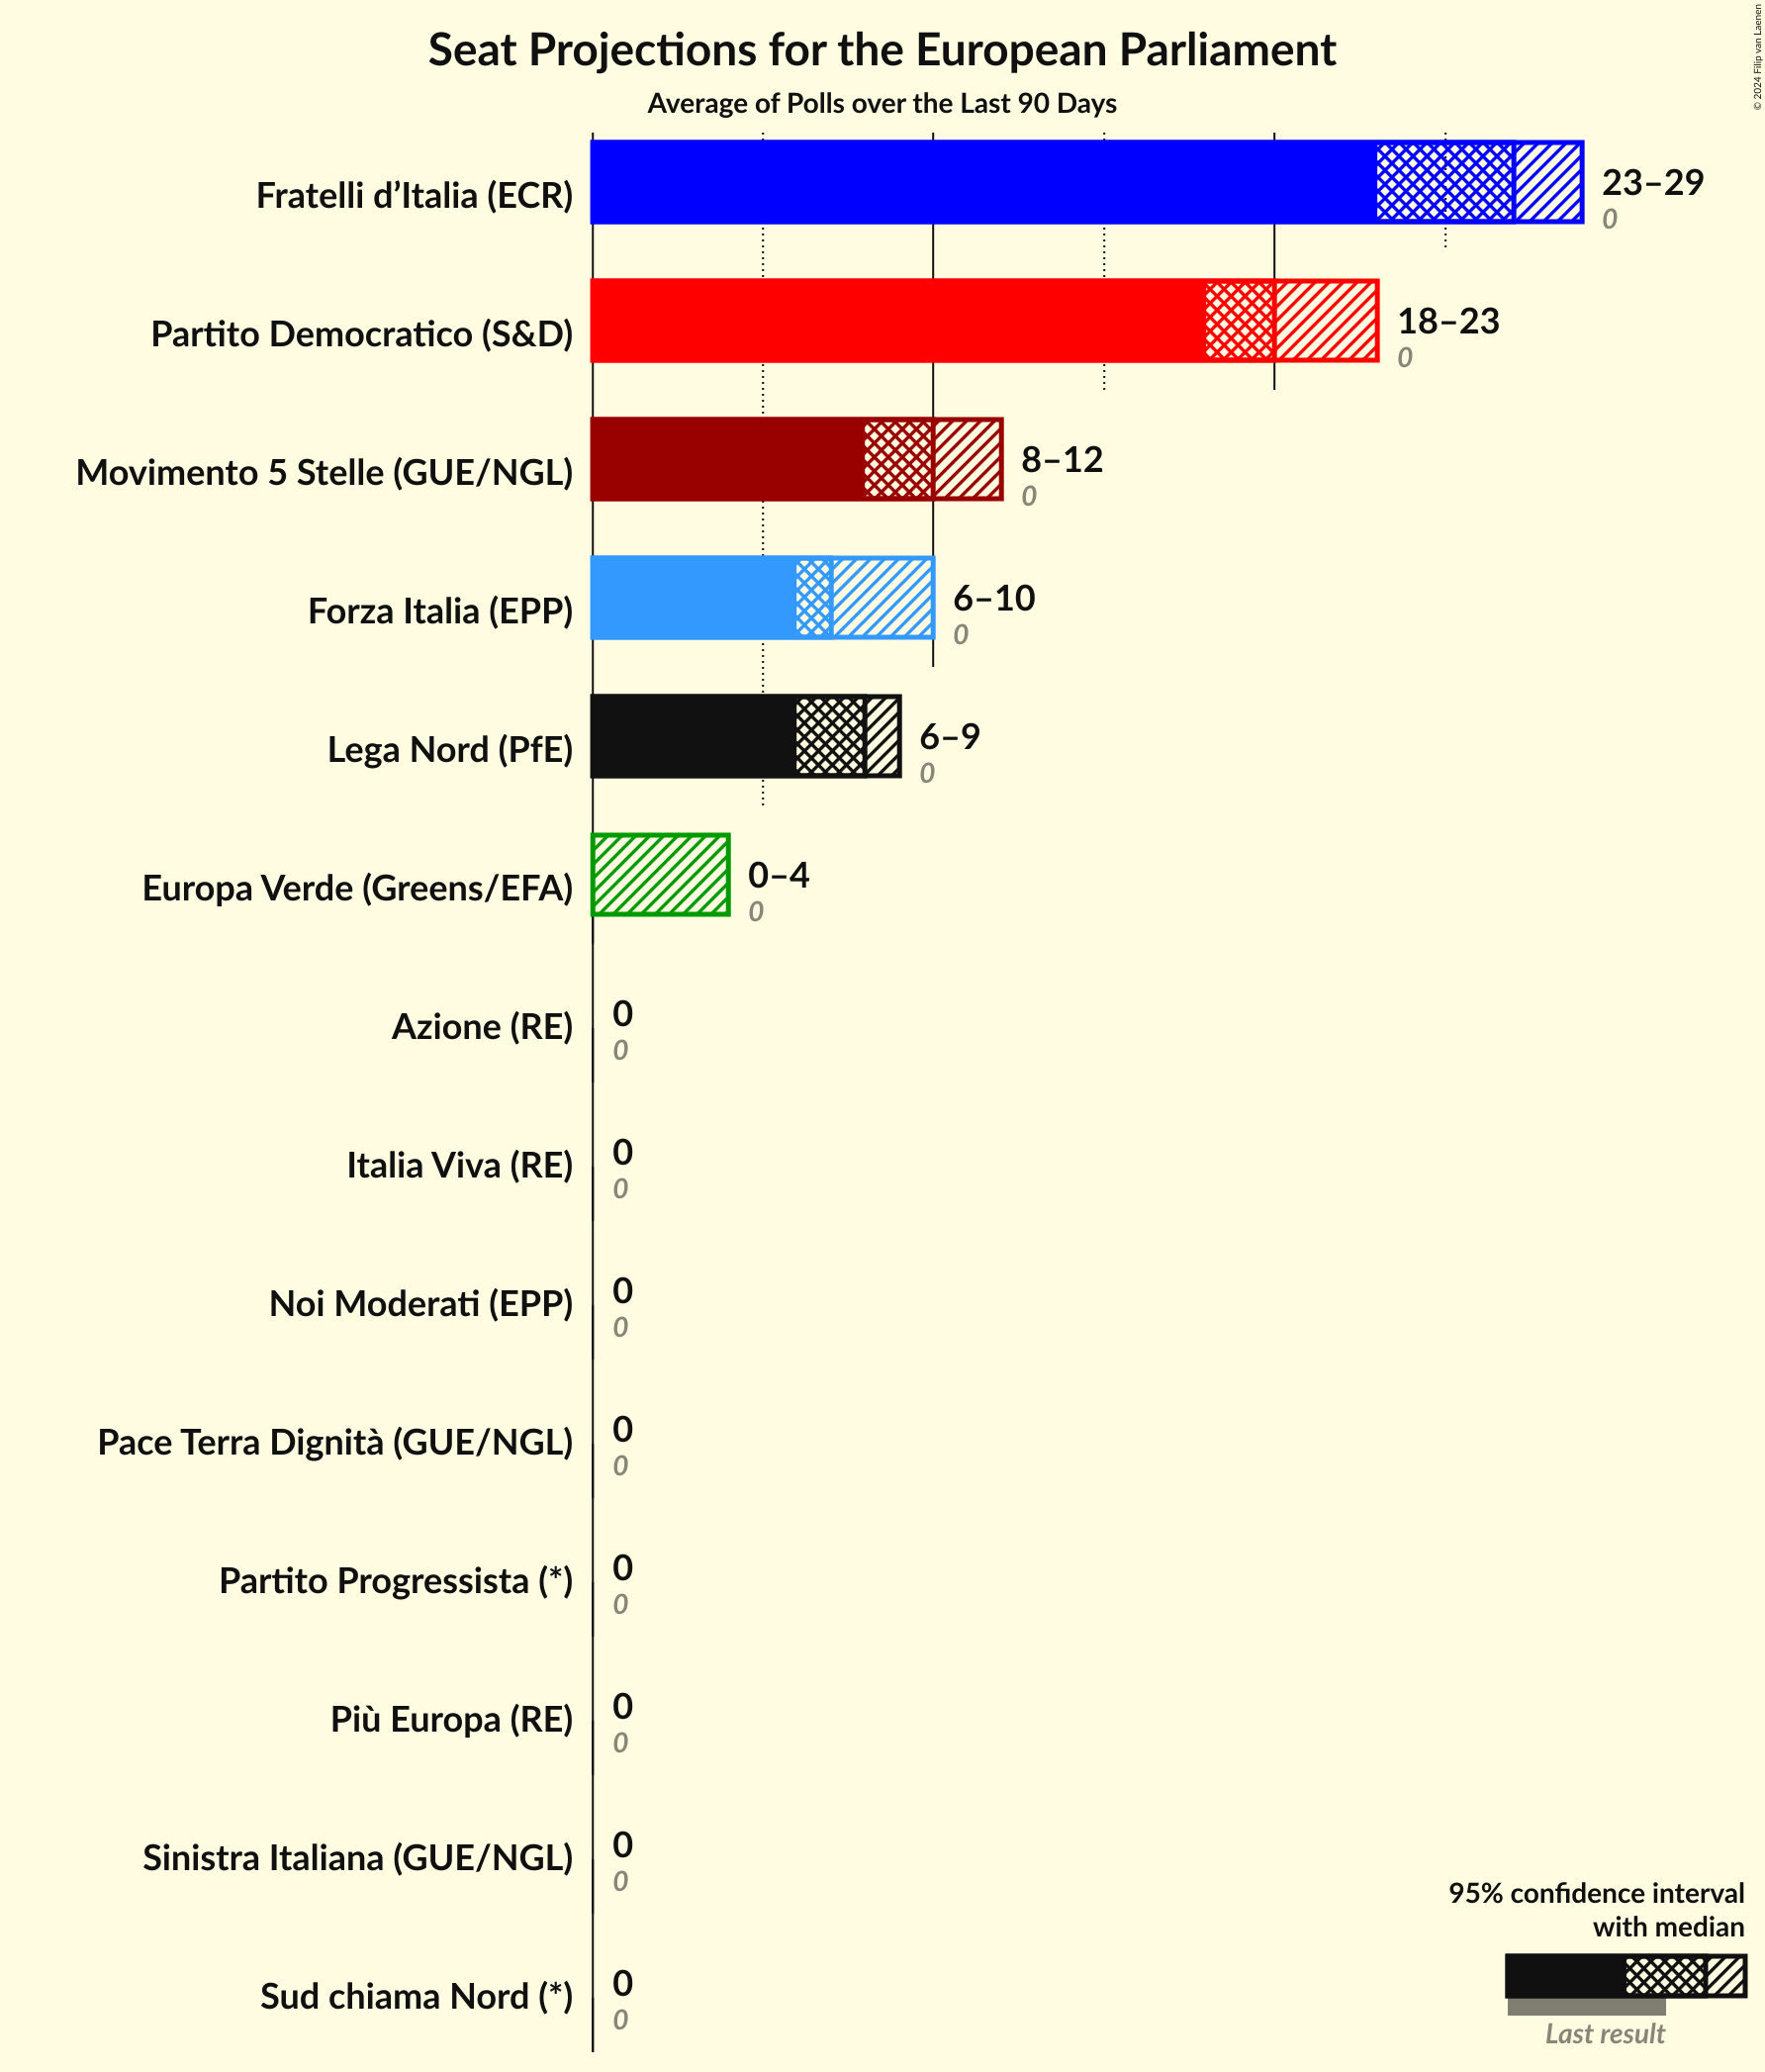 Seat Projections for the European Parliament
Average of Polls over the Last 90 Days
© 2024 Filip van Laenen
Fratelli d’Italia (ECR)
23–29
0
Partito Democratico (S&D)
18–23
0
Movimento 5 Stelle (GUE/NGL)
8–12
0
Forza Italia (EPP)
6–10
0
Lega Nord (PfE)
6–9
0
Europa Verde (Greens/EFA)
0–4
0
Azione (RE)
0
0
Italia Viva (RE)
0
0
Noi Moderati (EPP)
0
0
Pace Terra Dignità (GUE/NGL)
0
0
Partito Progressista (*)
0
0
Più Europa (RE)
0
0
Sinistra Italiana (GUE/NGL)
0
0
Sud chiama Nord (*)
0
0
95% confidence interval
with median
Last result